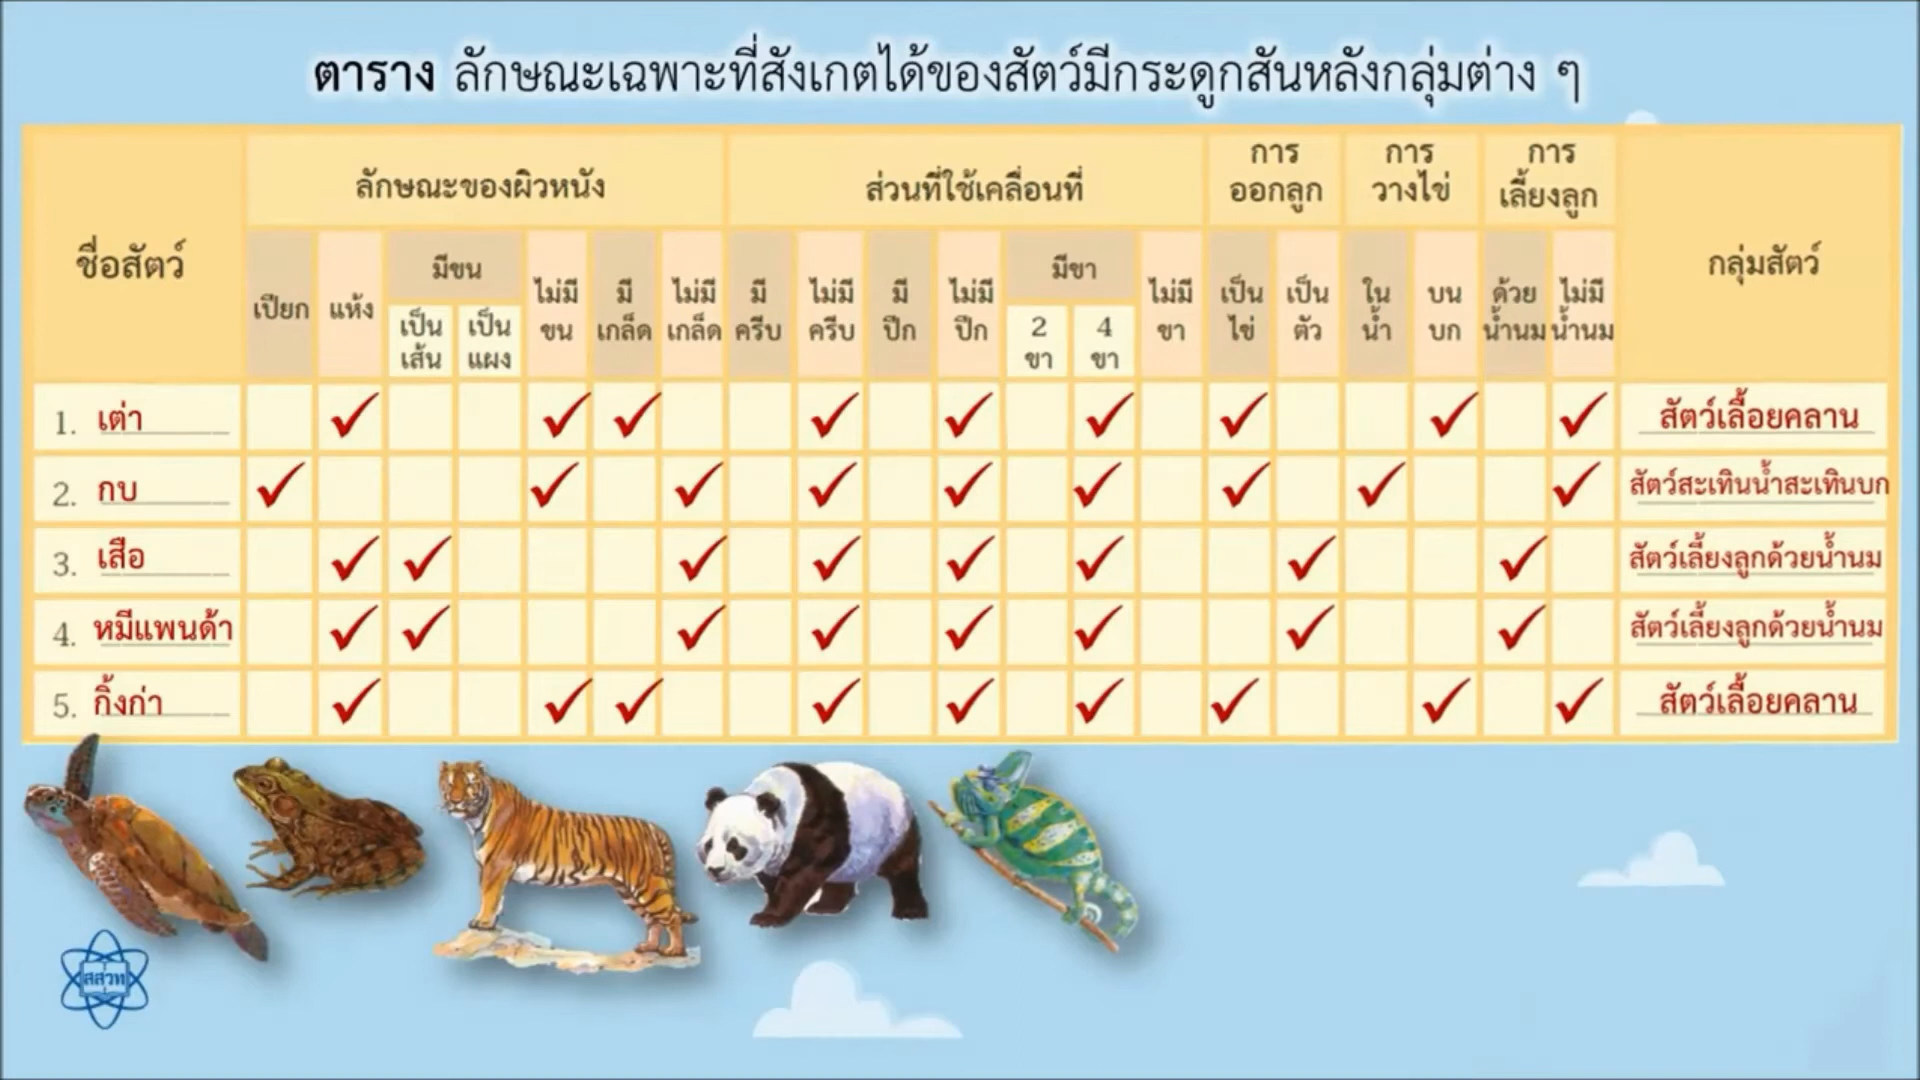 ตาราง ลักษณะเฉพาะที่สังเกตได้ของสัตว์มีกระดูกสันหลังกลุ่มต่าง ๆ
ชื่อสัตว์ ลักษณะของผิวหนัง ส่วนที่ใช้เคลื่อนที่ การออกลูก การวางไข่ การเลี้ยงลูก กลุ่มสัตว์
เปียก แห้ง มีขน ไม่มีขน มีเกล็ด ไม่มีเกล็ด มีครีบ ไม่มีครีบ มีปีก ไม่มีปีก มีขา ไม่มีขา เป็นไข่ เป็นตัว ในน้ำ บนบก ด้วยน้ำนม ไม่มีน้ำนม
เป็นเส้น เป็นแผง 2 ขา 4 ขา
1. เต่า ✓ ✓ ✓ ✓ ✓ ✓ ✓ ✓ ✓ สัตว์เลื้อยคลาน
2. กบ ✓ ✓ ✓ ✓ ✓ ✓ ✓ ✓ ✓ สัตว์สะเทินน้ำสะเทินบก
3. เสือ ✓ ✓ ✓ ✓ ✓ ✓ ✓ ✓ สัตว์เลี้ยงลูกด้วยน้ำนม
4. หมีแพนด้า ✓ ✓ ✓ ✓ ✓ ✓ ✓ ✓ สัตว์เลี้ยงลูกด้วยน้ำนม
5. กิ้งก่า ✓ ✓ ✓ ✓ ✓ ✓ ✓ ✓ ✓ สัตว์เลื้อยคลาน
สสวท